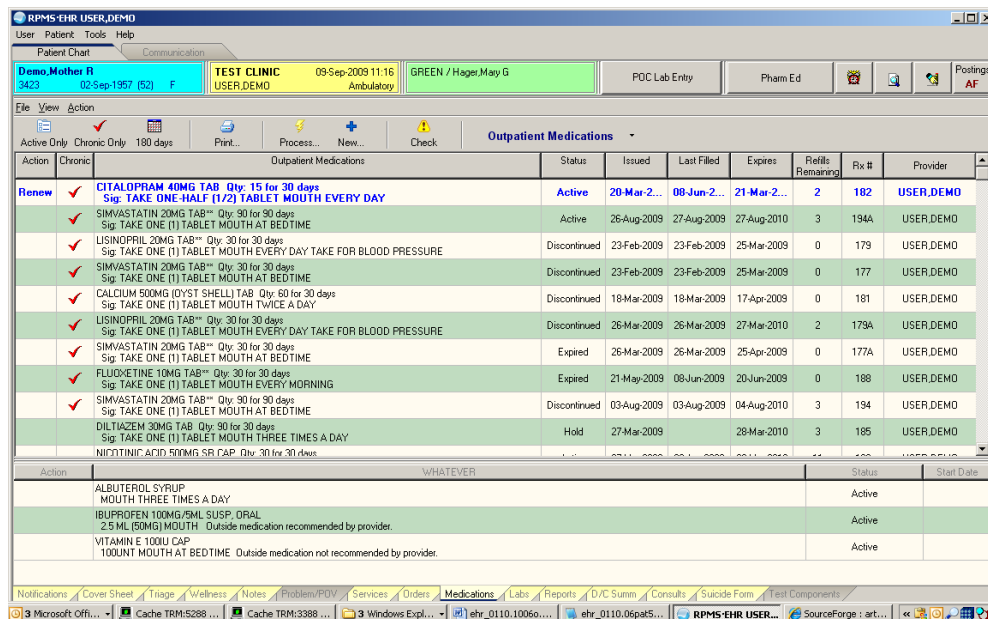 RPMS-EHR USER,DEMO
User Patient Tools Help
Patient Chart Communication
Demo,Mother R TEST CLINIC 09-Sep-2009 11:16 GREEN / Hager,Mary G POC Lab Entry Pharm Ed Postings
3423 02-Sep-1957 (52) F USER,DEMO Ambulatory AF
File View Action
Active Only Chronic Only 180 days Print... Process... New... Check Outpatient Medications
Action Chronic Outpatient Medications Status Issued Last Filled Expires Refills Remaining Rx # Provider
Renew CITALOPRAM 40MG TAB Qty: 15 for 30 days Active 20-Mar-2... 08-Jun-2... 21-Mar-2... 2 182 USER,DEMO
Sig: TAKE ONE-HALF (1/2) TABLET MOUTH EVERY DAY
SIMVASTATIN 20MG TAB** Qty: 90 for 90 days Active 26-Aug-2009 27-Aug-2009 27-Aug-2010 3 194A USER,DEMO
Sig: TAKE ONE (1) TABLET MOUTH AT BEDTIME
LISINOPRIL 20MG TAB** Qty: 30 for 30 days Discontinued 23-Feb-2009 23-Feb-2009 25-Mar-2009 0 179 USER,DEMO
Sig: TAKE ONE (1) TABLET MOUTH EVERY DAY TAKE FOR BLOOD PRESSURE
SIMVASTATIN 20MG TAB** Qty: 30 for 30 days Discontinued 23-Feb-2009 23-Feb-2009 25-Mar-2009 0 177 USER,DEMO
Sig: TAKE ONE (1) TABLET MOUTH AT BEDTIME
CALCIUM 500MG (OYST SHELL) TAB Qty: 60 for 30 days Discontinued 18-Mar-2009 18-Mar-2009 17-Apr-2009 0 181 USER,DEMO
Sig: TAKE ONE (1) TABLET MOUTH TWICE A DAY
LISINOPRIL 20MG TAB** Qty: 30 for 30 days Discontinued 26-Mar-2009 26-Mar-2009 27-Mar-2010 2 179A USER,DEMO
Sig: TAKE ONE (1) TABLET MOUTH EVERY DAY TAKE FOR BLOOD PRESSURE
SIMVASTATIN 20MG TAB** Qty: 30 for 30 days Expired 26-Mar-2009 26-Mar-2009 25-Apr-2009 0 177A USER,DEMO
Sig: TAKE ONE (1) TABLET MOUTH AT BEDTIME
FLUOXETINE 10MG TAB** Qty: 30 for 30 days Expired 21-May-2009 08-Jun-2009 20-Jun-2009 0 188 USER,DEMO
Sig: TAKE ONE (1) TABLET MOUTH EVERY MORNING
SIMVASTATIN 20MG TAB** Qty: 90 for 90 days Discontinued 03-Aug-2009 03-Aug-2009 04-Aug-2010 3 194 USER,DEMO
Sig: TAKE ONE (1) TABLET MOUTH AT BEDTIME
DILTIAZEM 30MG TAB Qty: 90 for 30 days Hold 27-Mar-2009 28-Mar-2010 3 185 USER,DEMO
Sig: TAKE ONE (1) TABLET MOUTH THREE TIMES A DAY
NICOTINIC ACID 500MG SR CAP Qty: 30 for 30 days
Action WHATEVER Status Start Date
ALBUTEROL SYRUP Active
MOUTH THREE TIMES A DAY
IBUPROFEN 100MG/5ML SUSP, ORAL Active
2.5 ML (50MG) MOUTH Outside medication recommended by provider.
VITAMIN E 100IU CAP Active
100UNT MOUTH AT BEDTIME Outside medication not recommended by provider.
Notifications Cover Sheet Triage Wellness Notes Problem/POV Services Orders Medications Labs Reports D/C Summ Consults Suicide Form Test Components
3 Microsoft Offi... Cache TRM:5288 ... Cache TRM:3388 ... 3 Windows Expl... ehr_0110.1006o.... ehr_0110.06pat5... RPMS-EHR USER... SourceForge : art...